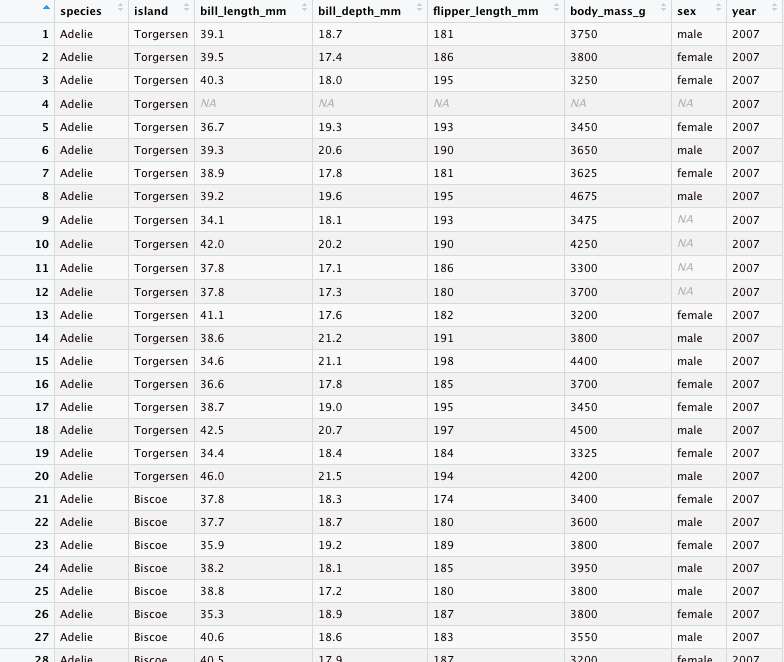 species island bill_length_mm bill_depth_mm flipper_length_mm body_mass_g sex year
1 Adelie Torgersen 39.1 18.7 181 3750 male 2007
2 Adelie Torgersen 39.5 17.4 186 3800 female 2007
3 Adelie Torgersen 40.3 18.0 195 3250 female 2007
4 Adelie Torgersen NA NA NA NA NA 2007
5 Adelie Torgersen 36.7 19.3 193 3450 female 2007
6 Adelie Torgersen 39.3 20.6 190 3650 male 2007
7 Adelie Torgersen 38.9 17.8 181 3625 female 2007
8 Adelie Torgersen 39.2 19.6 195 4675 male 2007
9 Adelie Torgersen 34.1 18.1 193 3475 NA 2007
10 Adelie Torgersen 42.0 20.2 190 4250 NA 2007
11 Adelie Torgersen 37.8 17.1 186 3300 NA 2007
12 Adelie Torgersen 37.8 17.3 180 3700 NA 2007
13 Adelie Torgersen 41.1 17.6 182 3200 female 2007
14 Adelie Torgersen 38.6 21.2 191 3800 male 2007
15 Adelie Torgersen 34.6 21.1 198 4400 male 2007
16 Adelie Torgersen 36.6 17.8 185 3700 female 2007
17 Adelie Torgersen 38.7 19.0 195 3450 female 2007
18 Adelie Torgersen 42.5 20.7 197 4500 male 2007
19 Adelie Torgersen 34.4 18.4 184 3325 female 2007
20 Adelie Torgersen 46.0 21.5 194 4200 male 2007
21 Adelie Biscoe 37.8 18.3 174 3400 female 2007
22 Adelie Biscoe 37.7 18.7 180 3600 male 2007
23 Adelie Biscoe 35.9 19.2 189 3800 female 2007
24 Adelie Biscoe 38.2 18.1 185 3950 male 2007
25 Adelie Biscoe 38.8 17.2 180 3800 male 2007
26 Adelie Biscoe 35.3 18.9 187 3800 female 2007
27 Adelie Biscoe 40.6 18.6 183 3550 male 2007
28 Adelie Biscoe 40.5 17.9 187 3200 female 2007